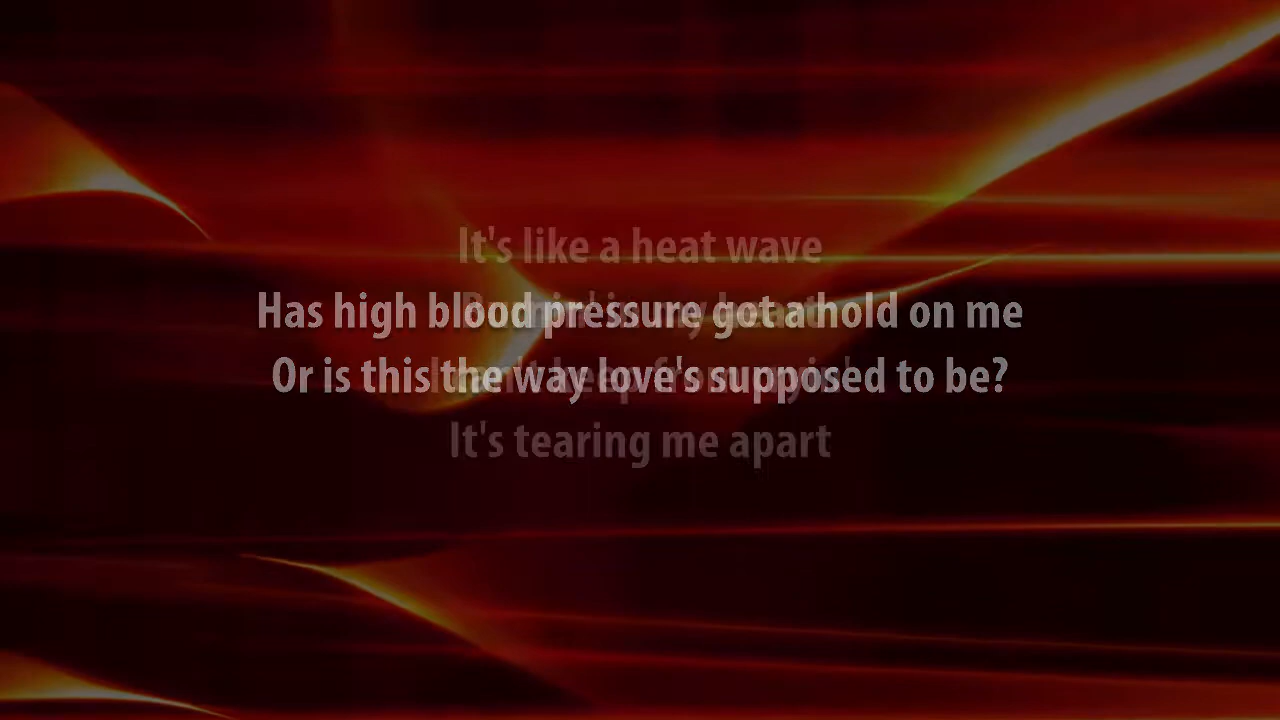 It's like a heat wave
Has high blood pressure got ahold on me
Or is this the way love's supposed to be?
It's tearing me apart